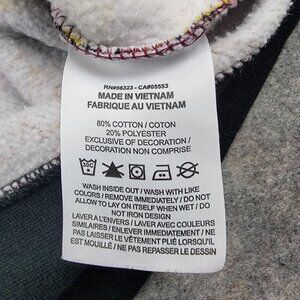 RN#56323 - CA#05553
MADE IN VIETNAM
FABRIQUE AU VIETNAM
80% COTTON / COTON
20% POLYESTER
EXCLUSIVE OF DECORATION /
DECORATION NON COMPRISE
30C
WASH INSIDE OUT / WASH WITH LIKE
COLORS / REMOVE IMMEDIATELY / DO NOT
ALLOW TO LAY ON ITSELF WHEN WET / DO
NOT IRON DESIGN
LAVER A L'ENVERS / LAVER AVEC COULEURS
SIMILAIRES / ENLEVER IMMEDIATEMENT / NE
PAS LAISSER LE VÊTEMENT PLIÉ LORSQU'IL
EST MOUILLÉ / NE PAS REPASSER LE DESSIN